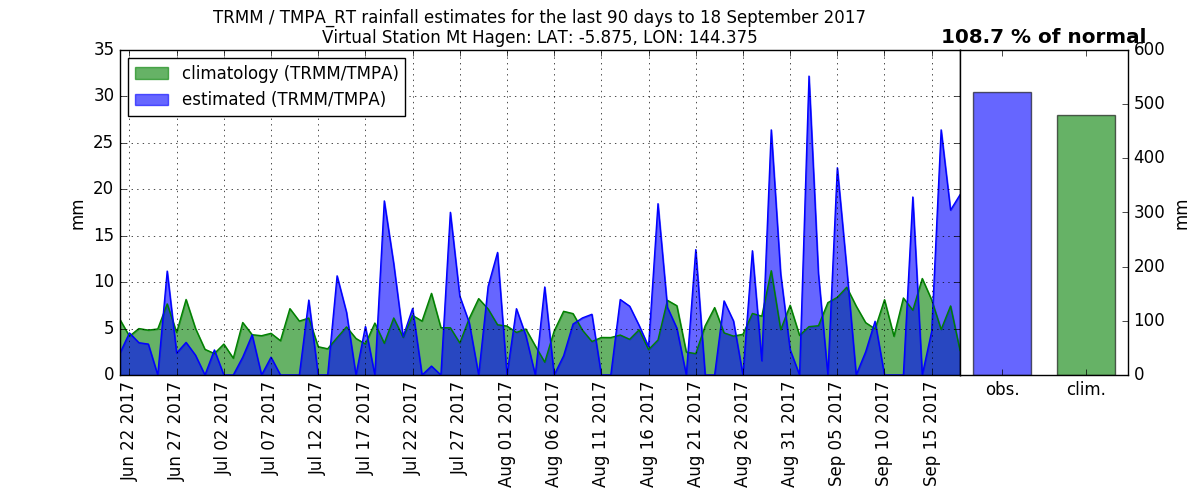 TRMM / TMPA_RT rainfall estimates for the last 90 days to 18 September 2017
Virtual Station Mt Hagen: LAT: -5.875, LON: 144.375
108.7 % of normal
climatology (TRMM/TMPA)
estimated (TRMM/TMPA)
35
30
25
20
15
10
5
0
mm
Jun 22 2017
Jun 27 2017
Jul 02 2017
Jul 07 2017
Jul 12 2017
Jul 17 2017
Jul 22 2017
Jul 27 2017
Aug 01 2017
Aug 06 2017
Aug 11 2017
Aug 16 2017
Aug 21 2017
Aug 26 2017
Aug 31 2017
Sep 05 2017
Sep 10 2017
Sep 15 2017
obs.
clim.
600
500
400
300
200
100
0
mm